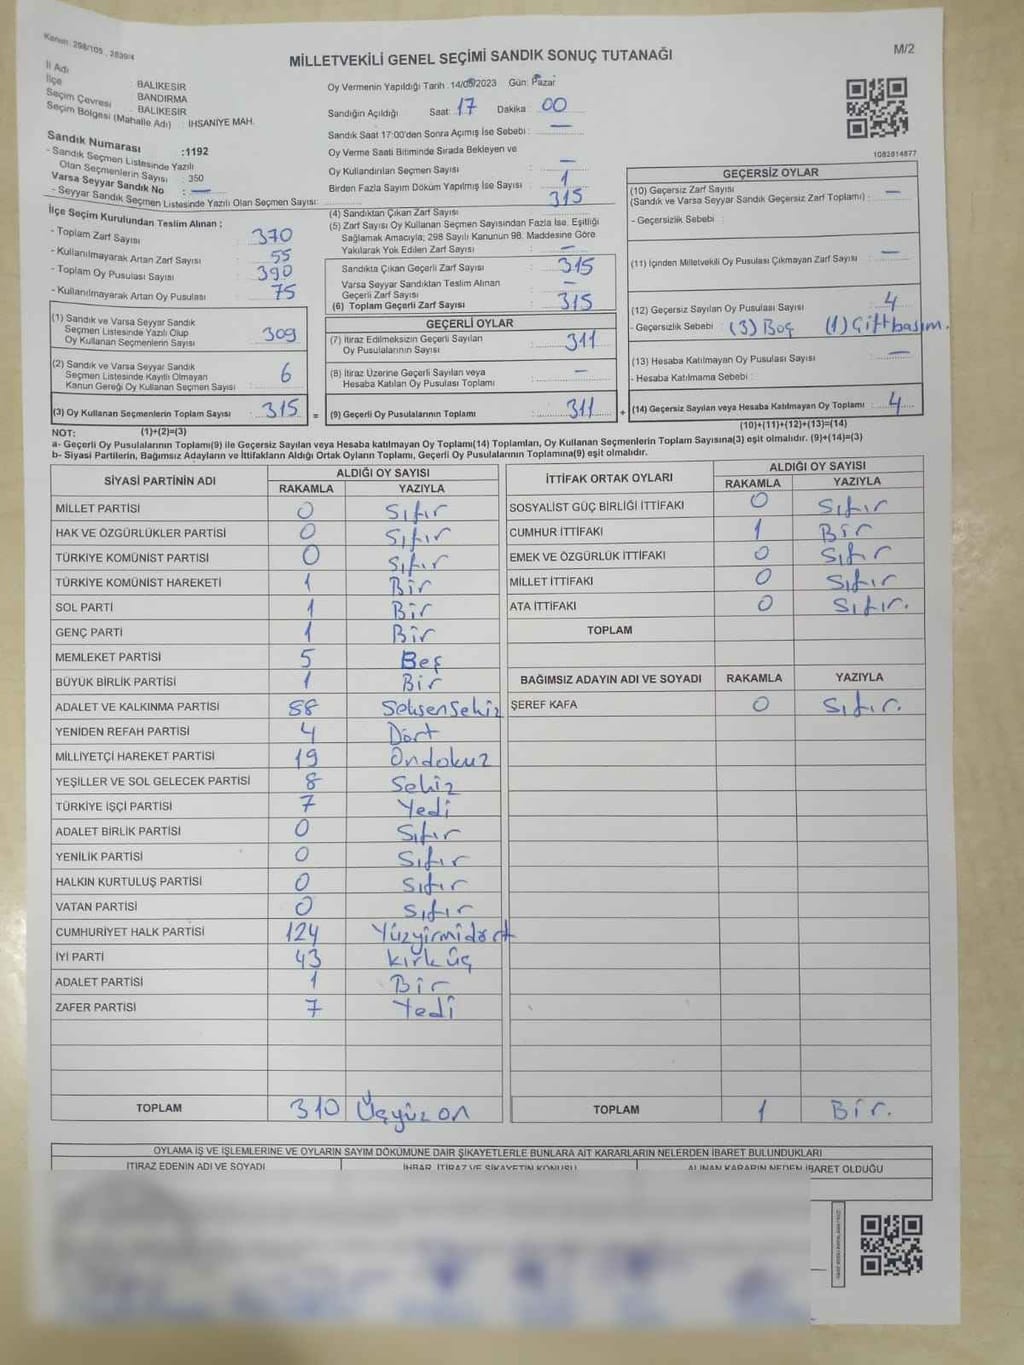 Kanun: 298/105, 2839/4
MİLLETVEKİLİ GENEL SEÇİMİ SANDIK SONUÇ TUTANAĞI
M/2
İl Adı : BALIKESİR
İlçe : BANDIRMA
Seçim Çevresi : BALIKESİR
Seçim Bölgesi (Mahalle Adı) : İHSANİYE MAH.
Sandık Numarası :1192
- Sandık Seçmen Listesinde Yazılı
Olan Seçmenlerin Sayısı : 350
Varsa Seyyar Sandık No : —
- Seyyar Sandık Seçmen Listesinde Yazılı Olan Seçmen Sayısı:
İlçe Seçim Kurulundan Teslim Alınan :
- Toplam Zarf Sayısı 370
- Kullanılmayarak Artan Zarf Sayısı 55
- Toplam Oy Pusulası Sayısı 390
- Kullanılmayarak Artan Oy Pusulası 75
(1) Sandık ve Varsa Seyyar Sandık
Seçmen Listesinde Yazılı Olup
Oy Kullanan Seçmenlerin Sayısı 309
(2) Sandık ve Varsa Seyyar Sandık
Seçmen Listesinde Kayıtlı Olmayan
Kanun Gereği Oy Kullanan Seçmen Sayısı 6
(3) Oy Kullanan Seçmenlerin Toplam Sayısı 315 =
Oy Vermenin Yapıldığı Tarih : 14/05/2023 Gün: Pazar
Sandığın Açıldığı Saat: 17 Dakika : 00
Sandık Saat 17:00'den Sonra Açımış İse Sebebi : —
Oy Verme Saati Bitiminde Sırada Bekleyen ve
Oy Kullandırılan Seçmen Sayısı : —
Birden Fazla Sayım Döküm Yapılmış İse Sayısı : 1
(4) Sandıktan Çıkan Zarf Sayısı : 315
(5) Zarf Sayısı Oy Kullanan Seçmen Sayısından Fazla İse, Eşitliği
Sağlamak Amacıyla; 298 Sayılı Kanunun 98. Maddesine Göre
Yakılarak Yok Edilen Zarf Sayısı : —
Sandıkta Çıkan Geçerli Zarf Sayısı : 315
Varsa Seyyar Sandıktan Teslim Alınan
Geçerli Zarf Sayısı : —
(6) Toplam Geçerli Zarf Sayısı : 315
GEÇERLİ OYLAR
(7) İtiraz Edilmeksizin Geçerli Sayılan
Oy Pusulalarının Sayısı : 311
(8) İtiraz Üzerine Geçerli Sayılan veya
Hesaba Katılan Oy Pusulası Toplamı : —
(9) Geçerli Oy Pusulalarının Toplamı : 311 +
1082014877
GEÇERSİZ OYLAR
(10) Geçersiz Zarf Sayısı
(Sandık ve Varsa Seyyar Sandık Geçersiz Zarf Toplamı) : —
- Geçersizlik Sebebi :
(11) İçinden Milletvekili Oy Pusulası Çıkmayan Zarf Sayısı : —
(12) Geçersiz Sayılan Oy Pusulası Sayısı : 4
- Geçersizlik Sebebi : (3) Boş (1) Çift basım.
(13) Hesaba Katılmayan Oy Pusulası Sayısı : —
- Hesaba Katılmama Sebebi :
(14) Geçersiz Sayılan veya Hesaba Katılmayan Oy Toplamı : 4
NOT: (1)+(2)=(3)
(10)+(11)+(12)+(13)=(14)
a- Geçerli Oy Pusulalarının Toplamı(9) ile Geçersiz Sayılan veya Hesaba katılmayan Oy Toplamı(14) Toplamları, Oy Kullanan Seçmenlerin Toplam Sayısına(3) eşit olmalıdır. (9)+(14)=(3)
b- Siyasi Partilerin, Bağımsız Adayların ve İttifakların Aldığı Ortak Oyların Toplamı, Geçerli Oy Pusulalarının Toplamına(9) eşit olmalıdır.
SİYASİ PARTİNİN ADI ALDIĞI OY SAYISI
RAKAMLA YAZIYLA
MİLLET PARTİSİ 0 Sıfır
HAK VE ÖZGÜRLÜKLER PARTİSİ 0 Sıfır
TÜRKİYE KOMÜNİST PARTİSİ 0 Sıfır
TÜRKİYE KOMÜNİST HAREKETİ 1 Bir
SOL PARTİ 1 Bir
GENÇ PARTİ 1 Bir
MEMLEKET PARTİSİ 5 Beş
BÜYÜK BİRLİK PARTİSİ 1 Bir
ADALET VE KALKINMA PARTİSİ 88 Seksensekiz
YENİDEN REFAH PARTİSİ 4 Dört
MİLLİYETÇİ HAREKET PARTİSİ 19 Ondokuz
YEŞİLLER VE SOL GELECEK PARTİSİ 8 Sekiz
TÜRKİYE İŞÇİ PARTİSİ 7 Yedi
ADALET BİRLİK PARTİSİ 0 Sıfır
YENİLİK PARTİSİ 0 Sıfır
HALKIN KURTULUŞ PARTİSİ 0 Sıfır
VATAN PARTİSİ 0 Sıfır
CUMHURİYET HALK PARTİSİ 124 Yüzyirmidört
İYİ PARTİ 43 Kırküç
ADALET PARTİSİ 1 Bir
ZAFER PARTİSİ 7 Yedi
TOPLAM 310 Üçyüzon
İTTİFAK ORTAK OYLARI ALDIĞI OY SAYISI
RAKAMLA YAZIYLA
SOSYALİST GÜÇ BİRLİĞİ İTTİFAKI 0 Sıfır
CUMHUR İTTİFAKI 1 Bir
EMEK VE ÖZGÜRLÜK İTTİFAKI 0 Sıfır
MİLLET İTTİFAKI 0 Sıfır
ATA İTTİFAKI 0 Sıfır.
TOPLAM
BAĞIMSIZ ADAYIN ADI VE SOYADI RAKAMLA YAZIYLA
ŞEREF KAFA 0 Sıfır.
TOPLAM 1 Bir.
OYLAMA İŞ VE İŞLEMLERİNE VE OYLARIN SAYIM DÖKÜMÜNE DAİR ŞİKAYETLERLE BUNLARA AİT KARARLARIN NELERDEN İBARET BULUNDUKLARI
İTİRAZ EDENİN ADI VE SOYADI İHBAR, İTİRAZ VE ŞİKAYETİN KONUSU ALINAN KARARIN NEDEN İBARET OLDUĞU